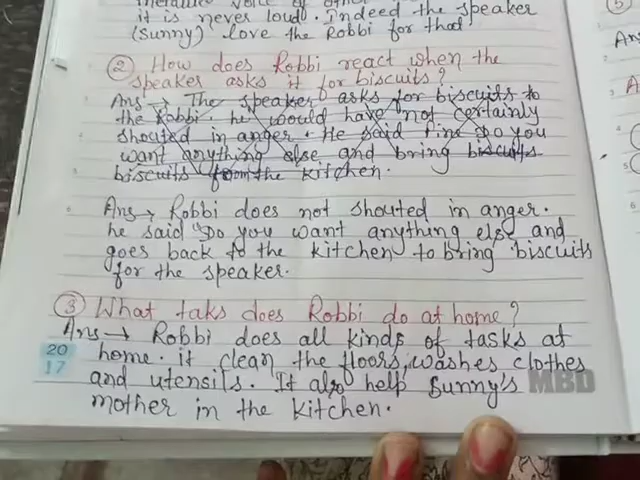 it is never loud. Indeed the speaker
(Sunny) love the Robbi for that
② How does Robbi react when the
speaker asks it for biscuits?
Ans → The speaker asks for biscuits to
the Robbi. he would have not certainly
shouted in anger. He said fine Do you
want anything else and bring biscuits
biscuits from the kitchen.
Ans → Robbi does not shouted in anger.
he said "Do you want anything else and
goes back to the kitchen to bring biscuits
for the speaker.
③ What taks does Robbi do at home?
Ans → Robbi does all kinds of tasks at
home. it clean the floors, washes clothes
and utensils. It also help Sunny's
mother in the kitchen.
20
17
MBD
An
A